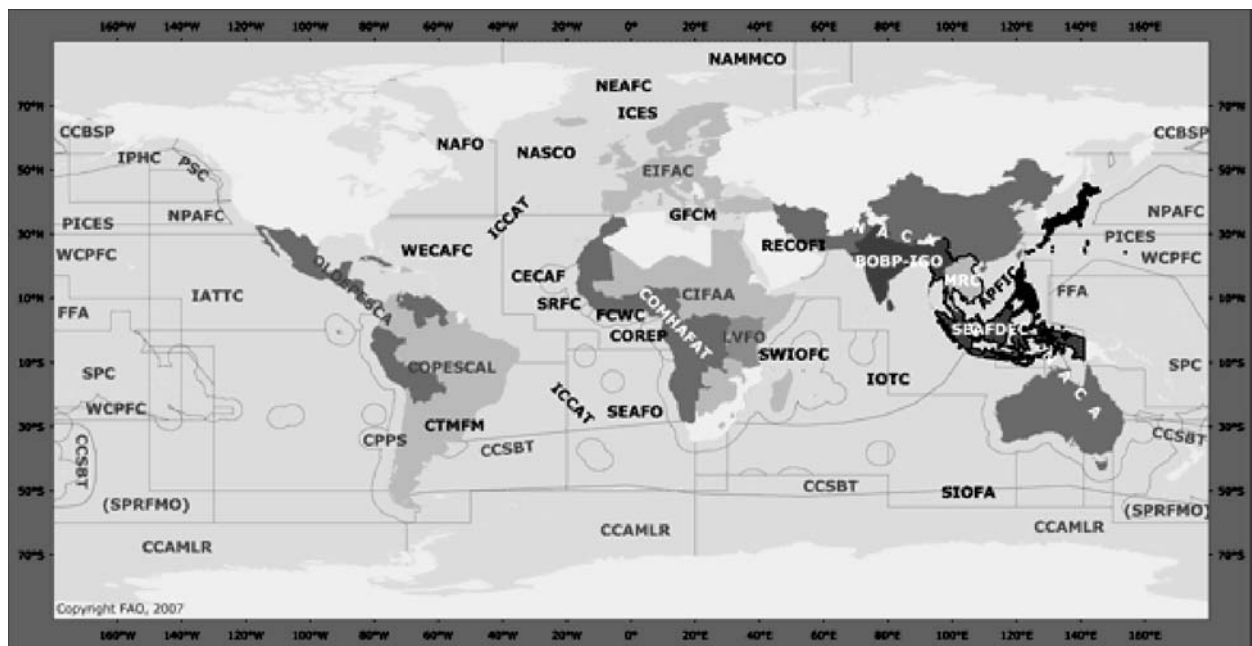 160°W 140°W 120°W 100°W 80°W 60°W 40°W 20°W 0° 20°E 40°E 60°E 80°E 100°E 120°E 140°E 160°E
NAMMCO
NEAFC
70°N 70°N
ICES
CCBSP CCBSP
NAFO
NASCO
IPHC
PSC
50°N 50°N
EIFAC
NPAFC GFCM NPAFC
ICCAT
PICES PICES
30°N 30°N
NACA
WCPFC WECAFC RECOFI WCPFC
BOBP-IGO
OLDEPESCA
CECAF MRC
APFIC
IATTC CIFAA FFA
SRFC
10°N 10°N
FFA FCWC
COMHAFAT
COREP LVFO SEAFDEC
SWIOFC
10°S 10°S
SPC COPESCAL IOTC SPC
NACA
WCPFC ICCAT SEAFO
CTMFM
30°S 30°S
CPPS CCSBT CCSBT
CCSBT
CCSBT SIOFA
50°S 50°S
(SPRFMO) (SPRFMO)
CCAMLR CCAMLR
CCAMLR
70°S 70°S
Copyright FAO, 2007
160°W 140°W 120°W 100°W 80°W 60°W 40°W 20°W 0° 20°E 40°E 60°E 80°E 100°E 120°E 140°E 160°E